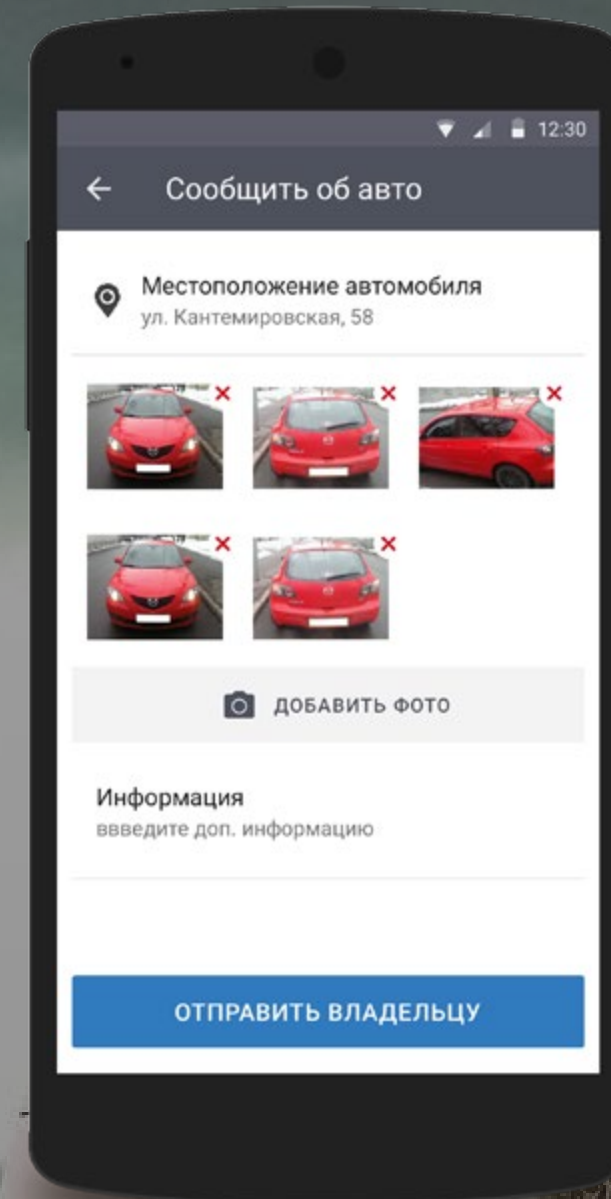 12:30
Сообщить об авто
Местоположение автомобиля
ул. Кантемировская, 58
ДОБАВИТЬ ФОТО
Информация
ввведите доп. информацию
ОТПРАВИТЬ ВЛАДЕЛЬЦУ